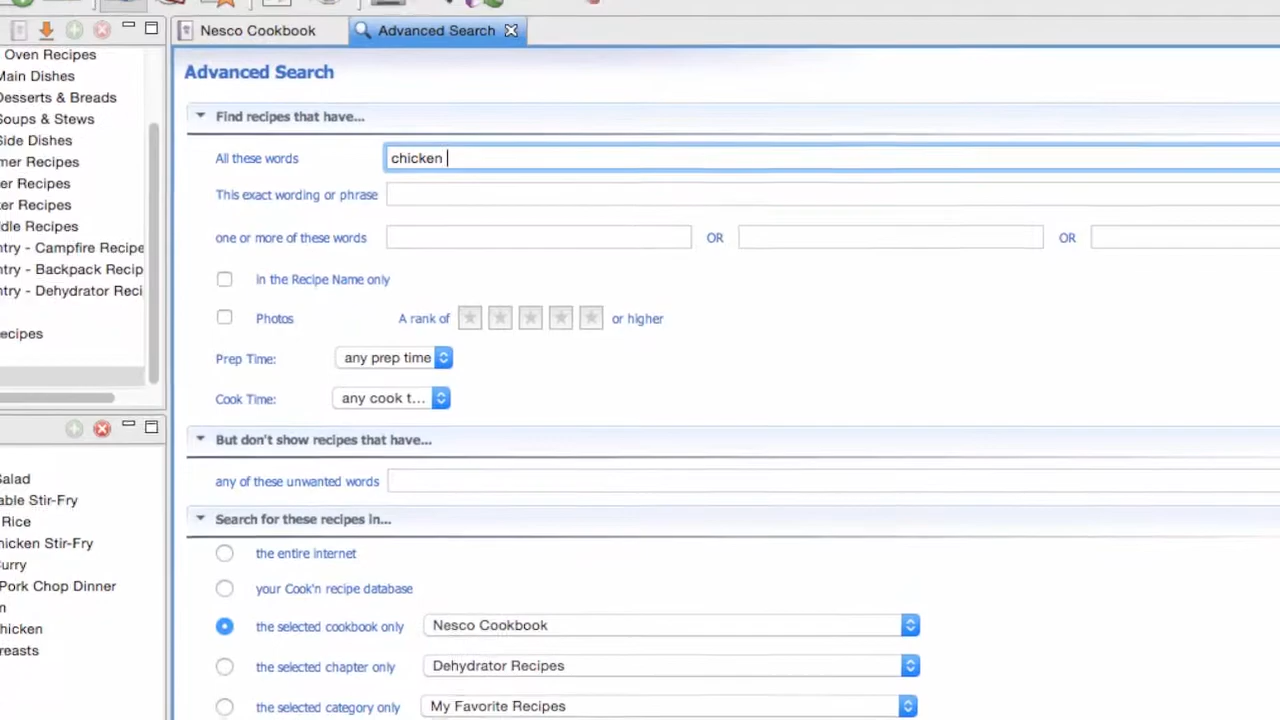 Nesco Cookbook
Advanced Search
Oven Recipes
Main Dishes
Desserts & Breads
Soups & Stews
Side Dishes
mer Recipes
er Recipes
ker Recipes
ddle Recipes
ntry - Campfire Recipe
ntry - Backpack Recip
ntry - Dehydrator Reci
ecipes
Salad
able Stir-Fry
Rice
hicken Stir-Fry
urry
Pork Chop Dinner
m
hicken
reasts
Advanced Search
Find recipes that have...
All these words chicken
This exact wording or phrase
one or more of these words OR OR
in the Recipe Name only
Photos A rank of or higher
Prep Time: any prep time
Cook Time: any cook t...
But don't show recipes that have...
any of these unwanted words
Search for these recipes in...
the entire internet
your Cook'n recipe database
the selected cookbook only Nesco Cookbook
the selected chapter only Dehydrator Recipes
the selected category only My Favorite Recipes